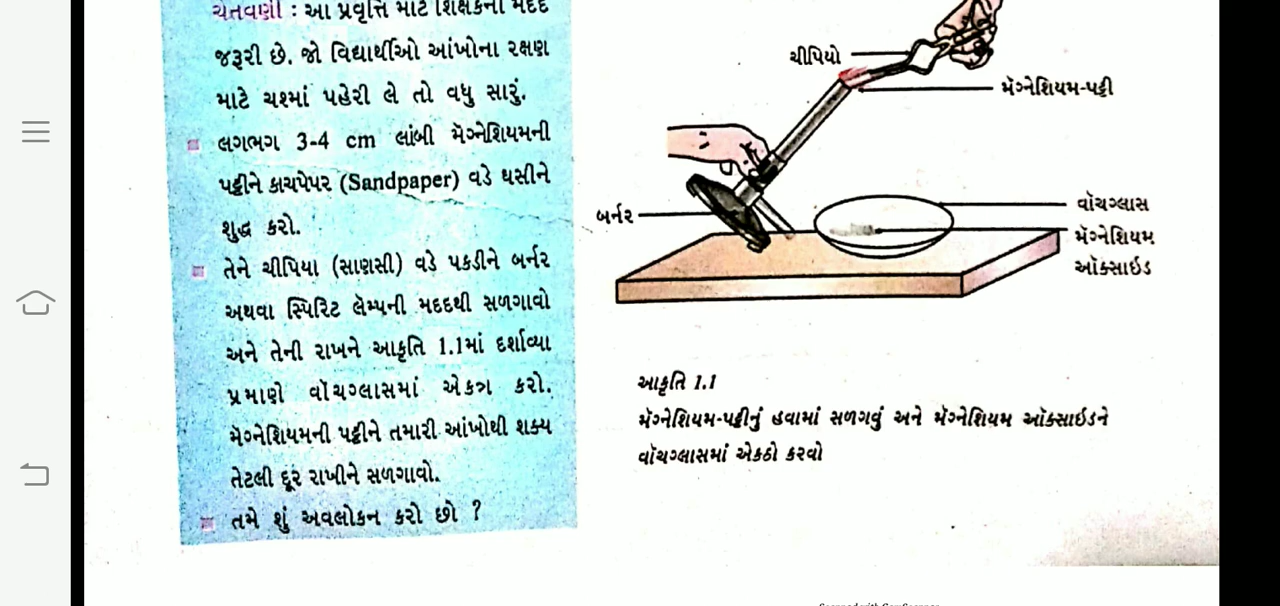 ચેતવણી : આ પ્રવૃત્તિ માટે શિક્ષકની મદદ
જરૂરી છે. જો વિદ્યાર્થીઓ આંખોના રક્ષણ
માટે ચશ્માં પહેરી લે તો વધુ સારું.
લગભગ 3-4 cm લાંબી મૅગ્નેશિયમની
પટ્ટીને કાચપેપર (Sandpaper) વડે ઘસીને
શુદ્ધ કરો.
તેને ચીપિયા (સાણસી) વડે પકડીને બર્નર
અથવા સ્પિરિટ લૅમ્પની મદદથી સળગાવો
અને તેની રાખને આકૃતિ 1.1માં દર્શાવ્યા
પ્રમાણે વૉચગ્લાસમાં એકત્ર કરો.
મૅગ્નેશિયમની પટ્ટીને તમારી આંખોથી શક્ય
તેટલી દૂર રાખીને સળગાવો.
તમે શું અવલોકન કરો છો ?
ચીપિયો
મૅગ્નેશિયમ-પટ્ટી
બર્નર
વૉચગ્લાસ
મૅગ્નેશિયમ
ઑક્સાઇડ
આકૃતિ 1.1
મૅગ્નેશિયમ-પટ્ટીનું હવામાં સળગવું અને મૅગ્નેશિયમ ઑક્સાઇડને
વૉચગ્લાસમાં એકઠો કરવો